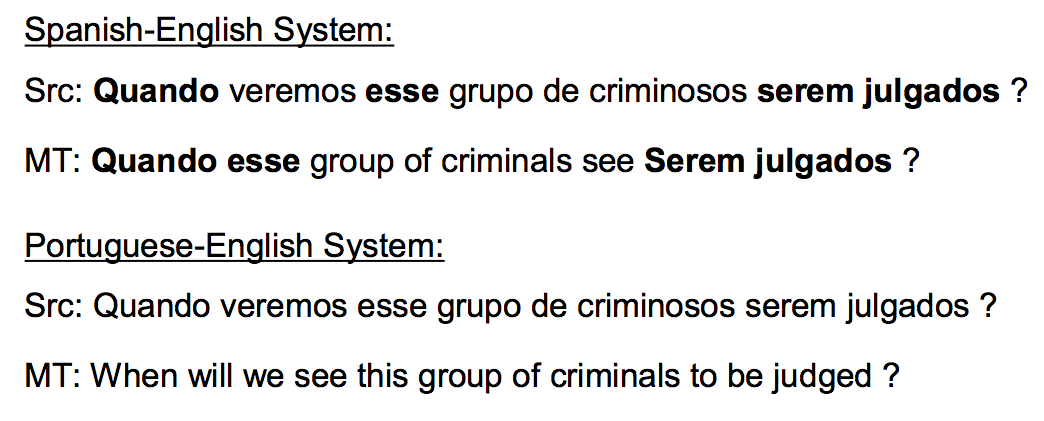 Spanish-English System:
Src: Quando veremos esse grupo de criminosos serem julgados ?
MT: Quando esse group of criminals see Serem julgados ?
Portuguese-English System:
Src: Quando veremos esse grupo de criminosos serem julgados ?
MT: When will we see this group of criminals to be judged ?